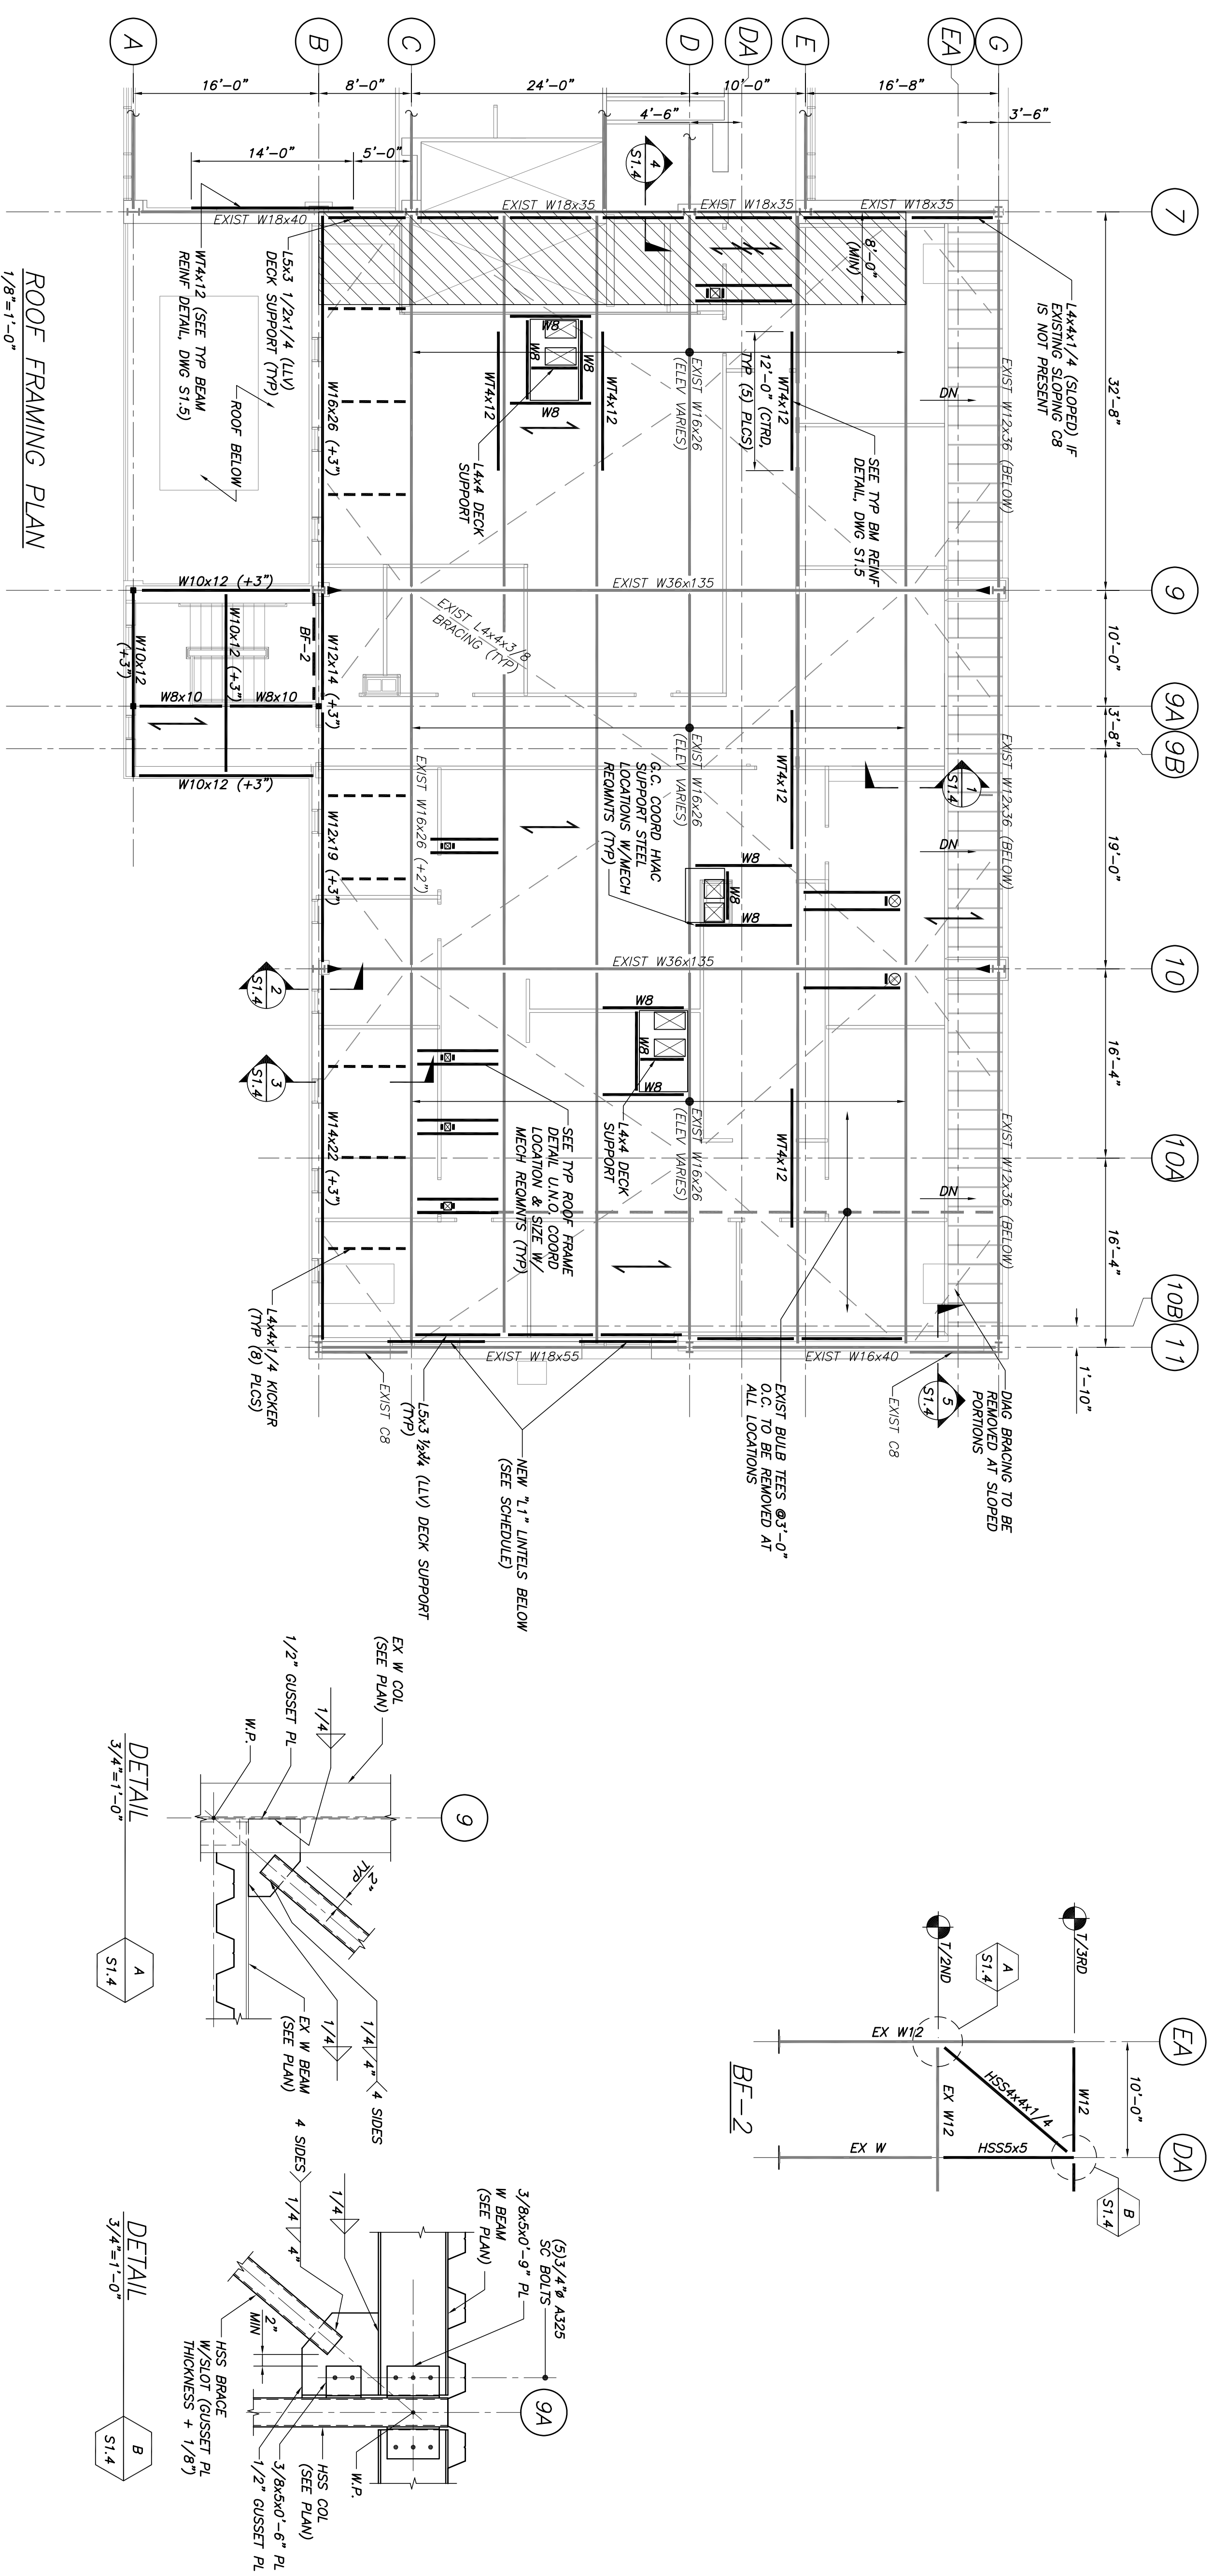 7
9
10
9A
9B
10A
10B
11
32'-8"
10'-0"
3'-8"
19'-0"
16'-4"
16'-4"
1'-10"
G
EA
E
DA
D
C
B
A
3'-6"
16'-8"
10'-0"
4'-6"
24'-0"
8'-0"
16'-0"
5'-0"
14'-0"
L4x4x1/4 (SLOPED) IF
EXISTING SLOPING C8
IS NOT PRESENT
EXIST W12x36 (BELOW)
EXIST W12x36 (BELOW)
EXIST W12x36 (BELOW)
DN
DN
DN
DIAG BRACING TO BE
REMOVED AT SLOPED
PORTIONS
1
S1.4
5
S1.4
EXIST C8
EXIST W18x35
EXIST W18x35
EXIST W18x35
EXIST W18x40
8'-0"
(MIN)
SEE TYP BM REINF
DETAIL, DWG S1.5
WT4x12
12'-0" (CTRD,
TYP (5) PLCS)
WT4x12
WT4x12
EXIST BULB TEES @3'-0"
O.C. TO BE REMOVED AT
ALL LOCATIONS
EXIST W16x40
EXIST W16x26
(ELEV VARIES)
EXIST W16x26
(ELEV VARIES)
EXIST W16x26
(ELEV VARIES)
4
S1.4
W8
W8
W8
WT4x12
WT4x12
W8
W8
W8
W8
L4x4 DECK
SUPPORT
EXIST W36x135
EXIST W36x135
G.C. COORD HVAC
SUPPORT STEEL
LOCATIONS W/MECH
REQMNTS (TYP)
W8
W8
W8
L4x4 DECK
SUPPORT
SEE TYP ROOF FRAME
DETAIL U.N.O. COORD
LOCATION & SIZE W/
MECH REQMNTS (TYP)
EXIST L4x4x3/8
BRACING (TYP)
EXIST W16x26 (+2")
EXIST W18x55
NEW "L1" LINTELS BELOW
(SEE SCHEDULE)
L5x3 1/2x1/4 (LLV) DECK SUPPORT
(TYP)
EXIST C8
W16x26 (+3")
W12x14 (+3")
W12x19 (+3")
W14x22 (+3")
BF-2
L4x4x1/4 KICKER
(TYP (8) PLCS)
2
S1.4
3
S1.4
L5x3 1/2x1/4 (LLV)
DECK SUPPORT (TYP)
WT4x12 (SEE TYP BEAM
REINF DETAIL, DWG S1.5)
ROOF BELOW
W10x12 (+3")
W10x12 (+3")
W8x10
W8x10
W10x12
(+3")
W10x12 (+3")
ROOF FRAMING PLAN
1/8"=1'-0"
EA
DA
10'-0"
T/3RD
T/2ND
A
S1.4
B
S1.4
W12
EX W12
HSS4x4x1/4
HSS5x5
EX W12
EX W
BF-2
9
EX W COL
(SEE PLAN)
1/2" GUSSET PL
1/4
W.P.
2"
TYP
1/4
4"
4 SIDES
1/4
EX W BEAM
(SEE PLAN)
DETAIL
3/4"=1'-0"
A
S1.4
(5)3/4"ø A325
SC BOLTS
3/8x5x0'-9" PL
W BEAM
(SEE PLAN)
9A
1/4
4 SIDES
1/4
4"
2"
MIN
W.P.
HSS COL
(SEE PLAN)
3/8x5x0'-6" PL
1/2" GUSSET PL
HSS BRACE
W/SLOT (GUSSET PL
THICKNESS + 1/8")
DETAIL
3/4"=1'-0"
B
S1.4